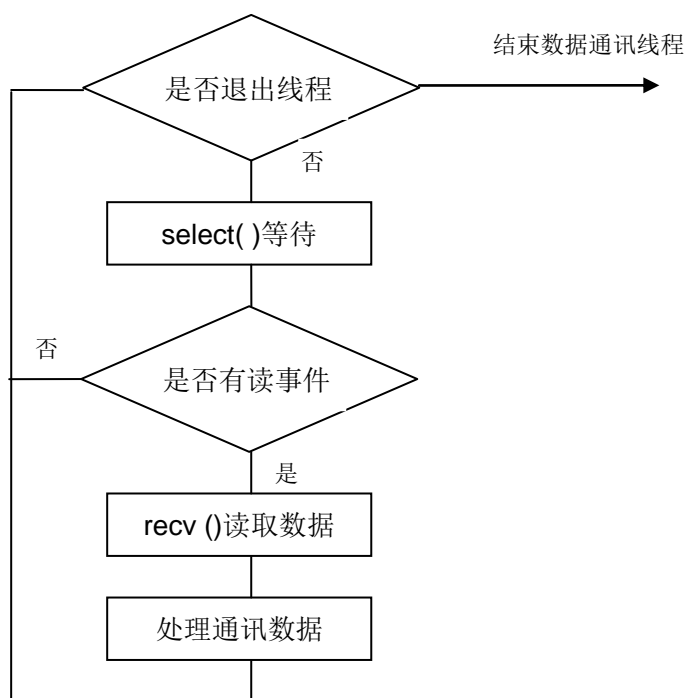 结束数据通讯线程
是否退出线程
否
select( )等待
否
是否有读事件
是
recv ()读取数据
处理通讯数据